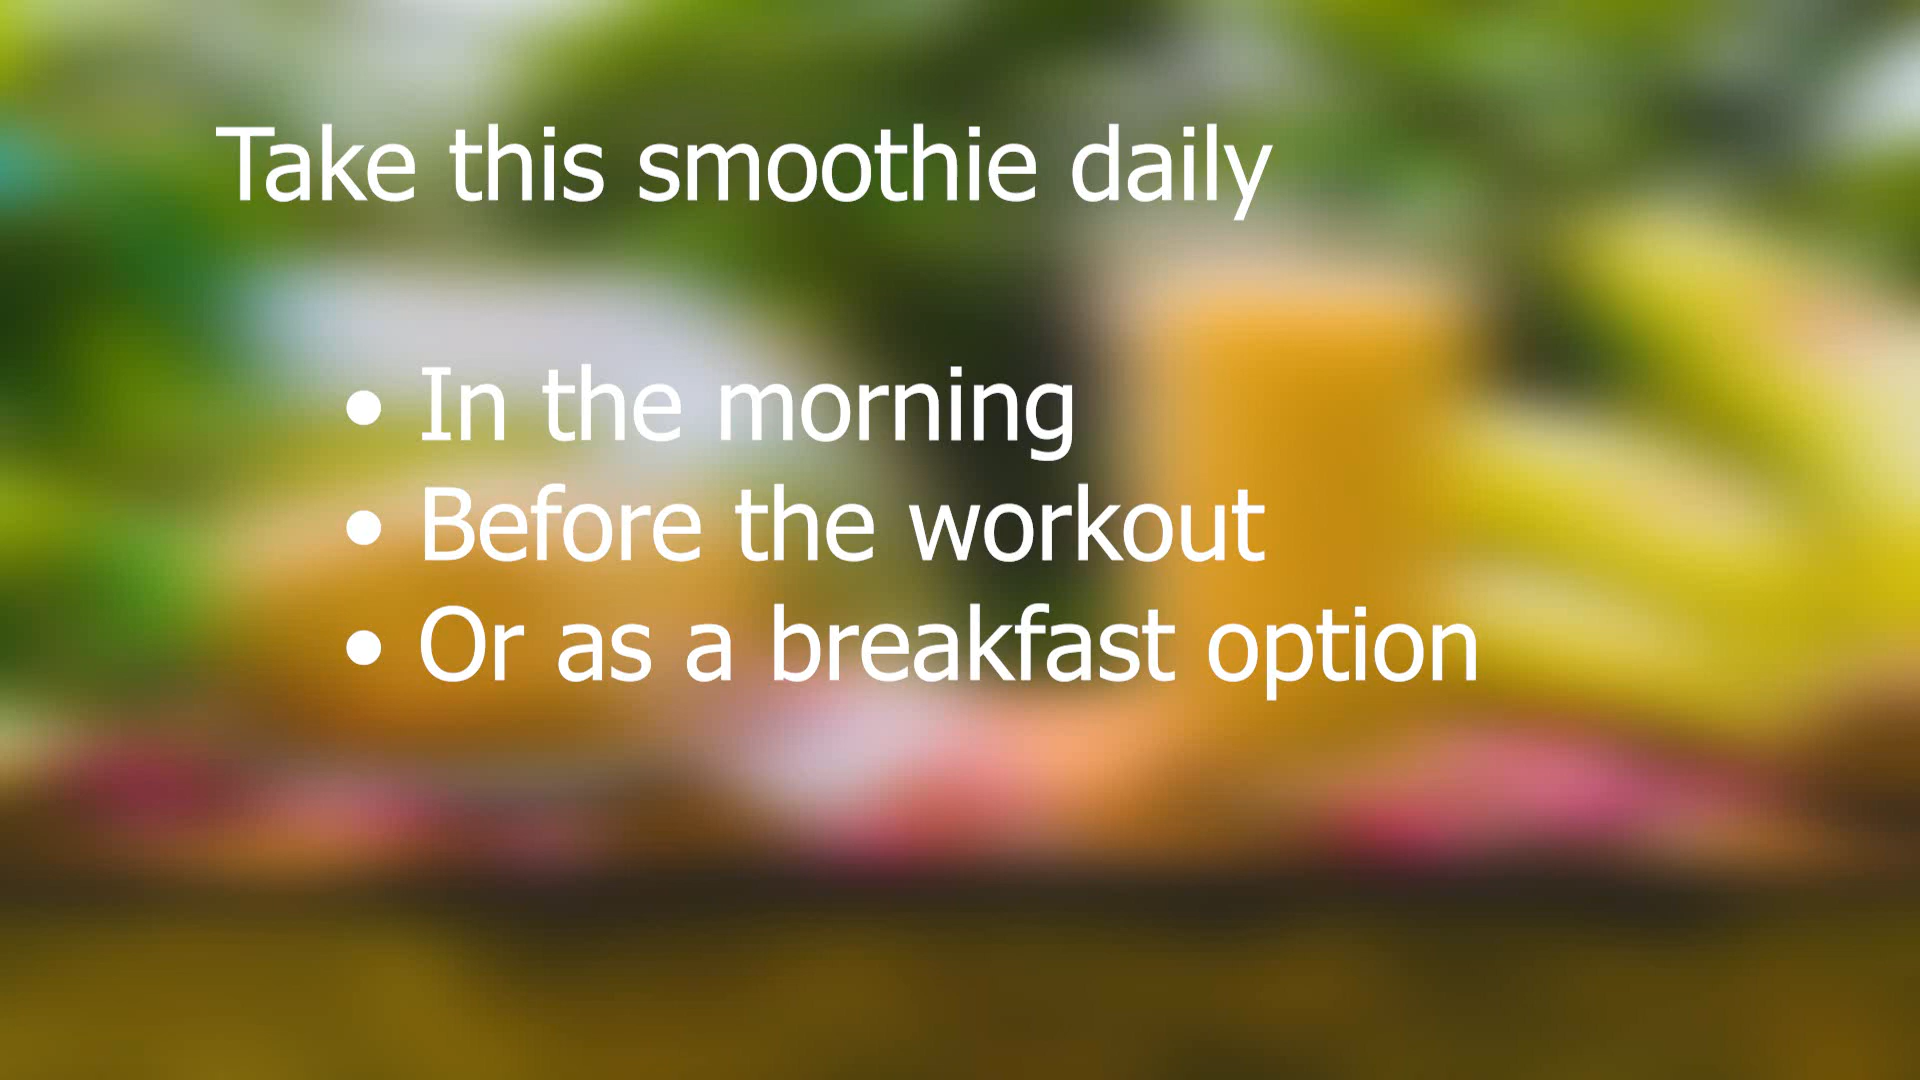 Take this smoothie daily
• In the morning
• Before the workout
• Or as a breakfast option